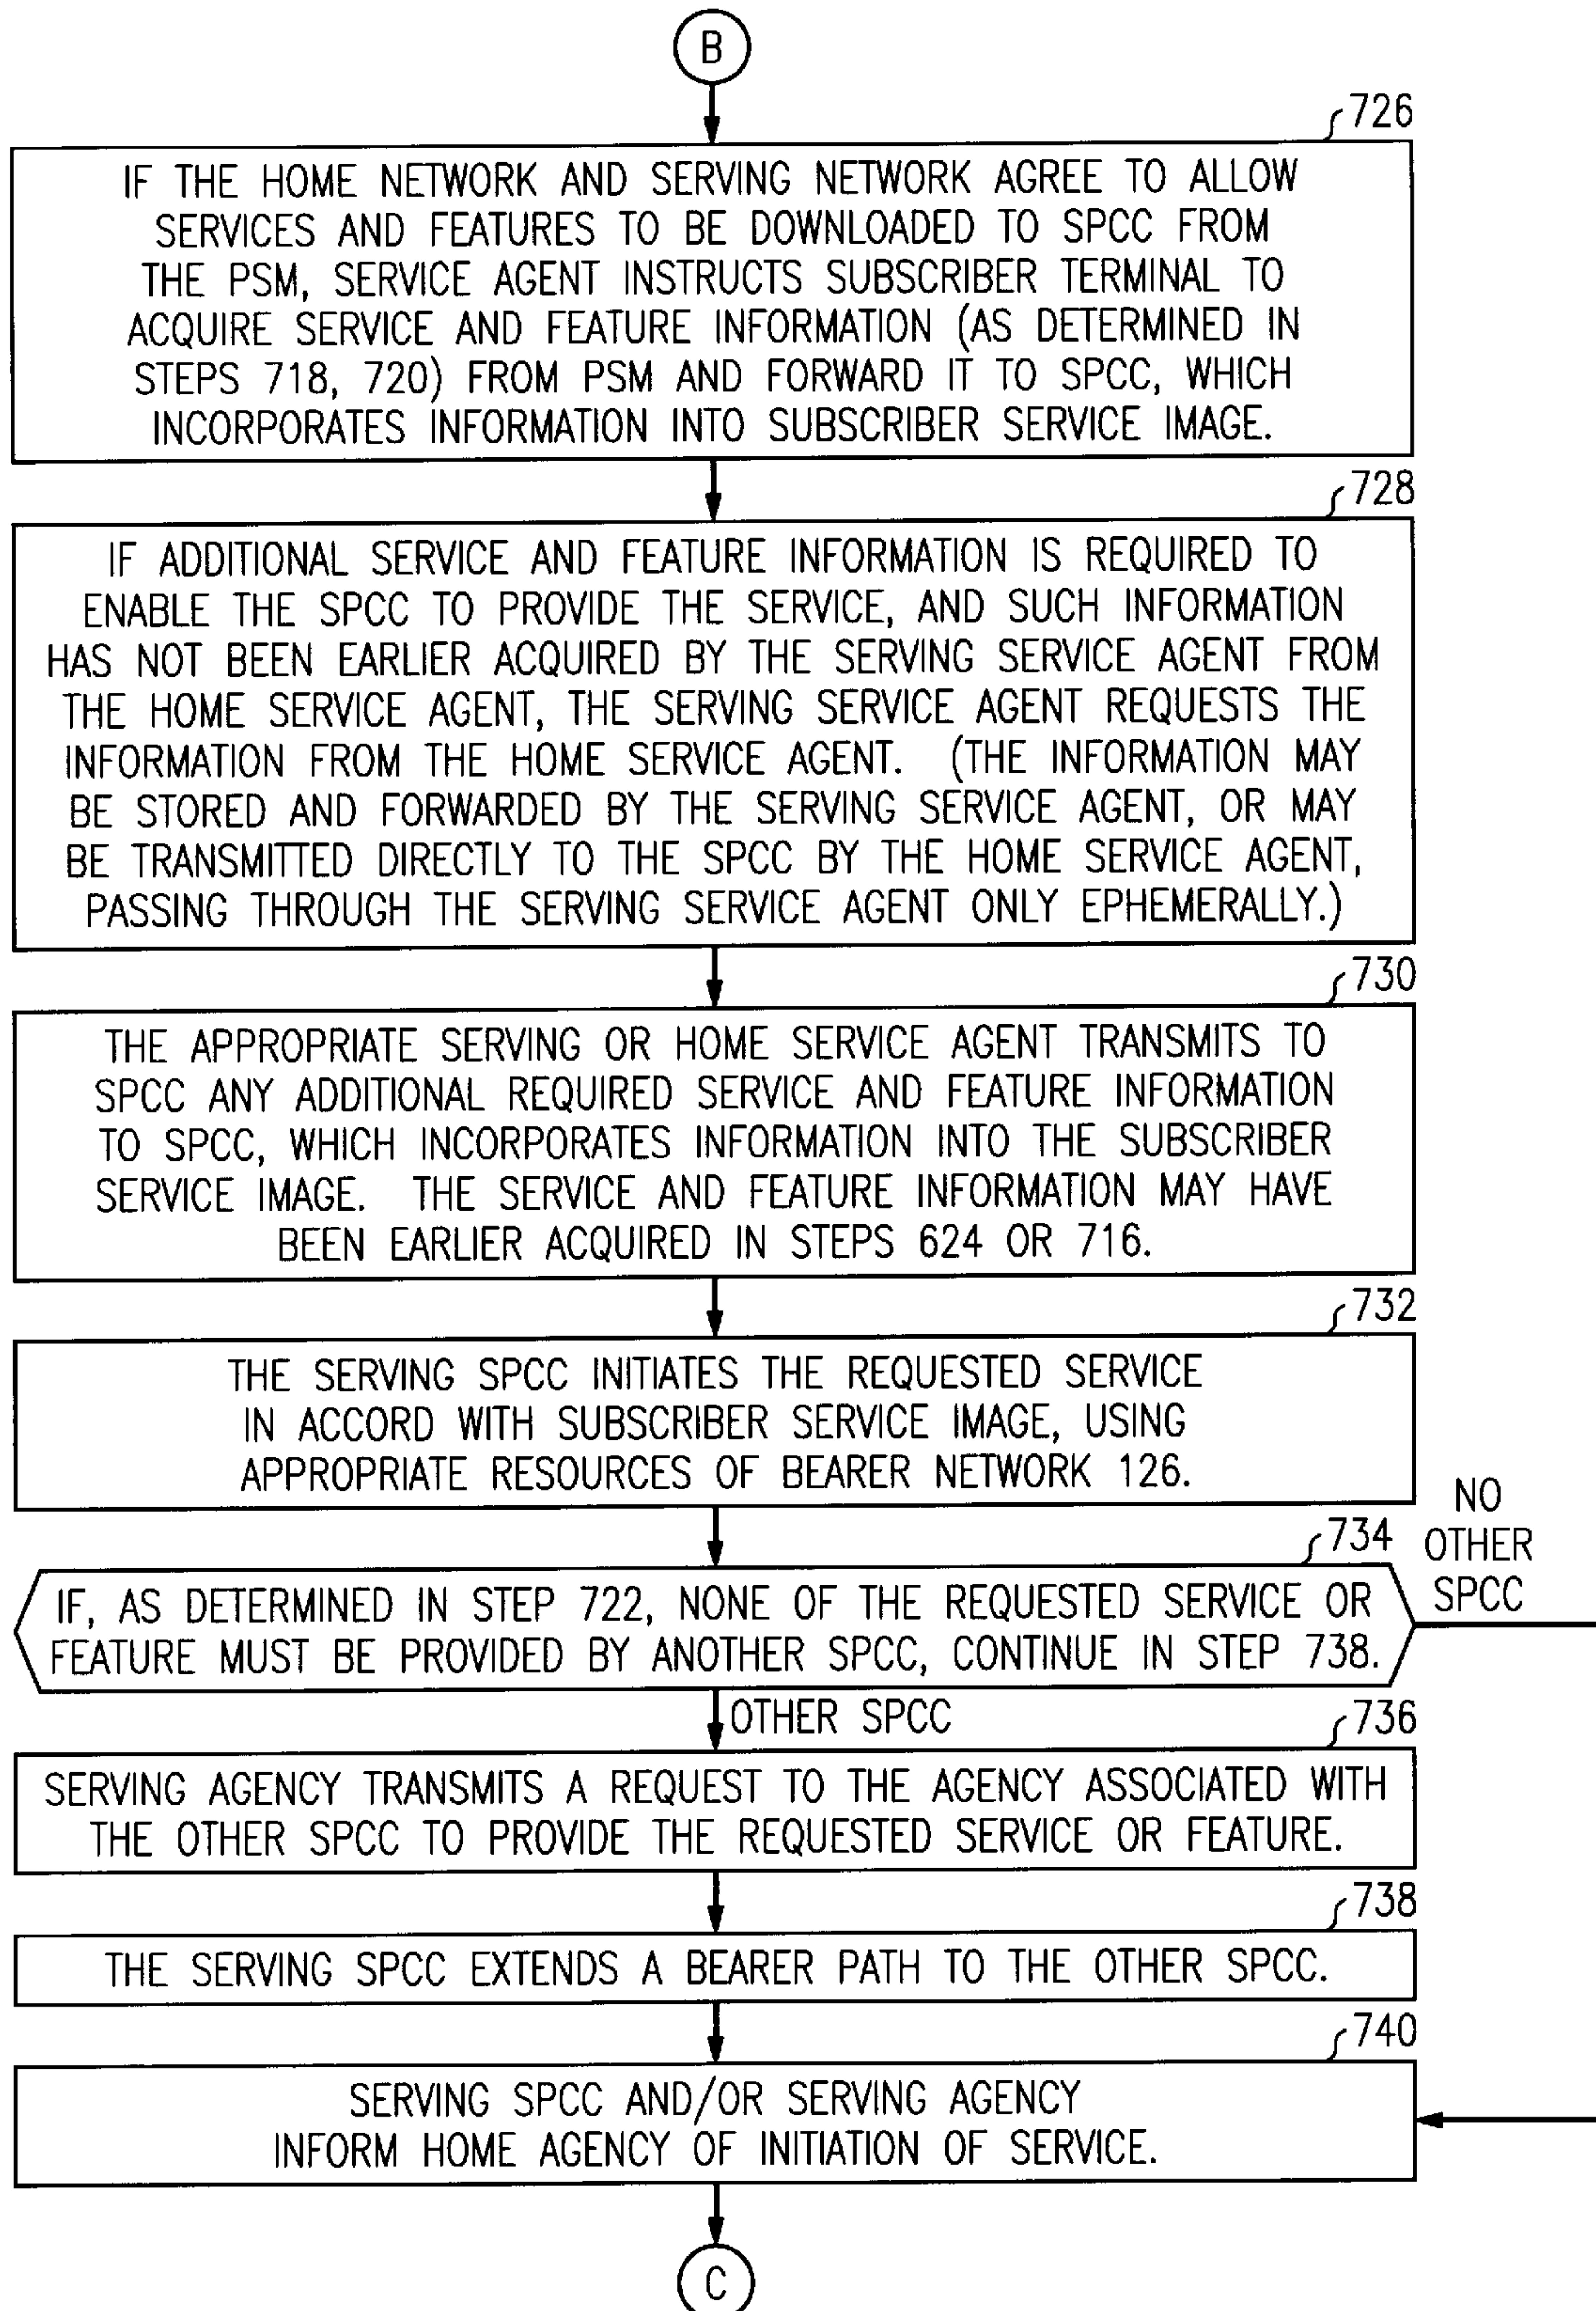 B
726
IF THE HOME NETWORK AND SERVING NETWORK AGREE TO ALLOW
SERVICES AND FEATURES TO BE DOWNLOADED TO SPCC FROM
THE PSM, SERVICE AGENT INSTRUCTS SUBSCRIBER TERMINAL TO
ACQUIRE SERVICE AND FEATURE INFORMATION (AS DETERMINED IN
STEPS 718, 720) FROM PSM AND FORWARD IT TO SPCC, WHICH
INCORPORATES INFORMATION INTO SUBSCRIBER SERVICE IMAGE.
728
IF ADDITIONAL SERVICE AND FEATURE INFORMATION IS REQUIRED TO
ENABLE THE SPCC TO PROVIDE THE SERVICE, AND SUCH INFORMATION
HAS NOT BEEN EARLIER ACQUIRED BY THE SERVING SERVICE AGENT FROM
THE HOME SERVICE AGENT, THE SERVING SERVICE AGENT REQUESTS THE
INFORMATION FROM THE HOME SERVICE AGENT. (THE INFORMATION MAY
BE STORED AND FORWARDED BY THE SERVING SERVICE AGENT, OR MAY
BE TRANSMITTED DIRECTLY TO THE SPCC BY THE HOME SERVICE AGENT,
PASSING THROUGH THE SERVING SERVICE AGENT ONLY EPHEMERALLY.)
730
THE APPROPRIATE SERVING OR HOME SERVICE AGENT TRANSMITS TO
SPCC ANY ADDITIONAL REQUIRED SERVICE AND FEATURE INFORMATION
TO SPCC, WHICH INCORPORATES INFORMATION INTO THE SUBSCRIBER
SERVICE IMAGE. THE SERVICE AND FEATURE INFORMATION MAY HAVE
BEEN EARLIER ACQUIRED IN STEPS 624 OR 716.
732
THE SERVING SPCC INITIATES THE REQUESTED SERVICE
IN ACCORD WITH SUBSCRIBER SERVICE IMAGE, USING
APPROPRIATE RESOURCES OF BEARER NETWORK 126.
NO
OTHER
SPCC
734
IF, AS DETERMINED IN STEP 722, NONE OF THE REQUESTED SERVICE OR
FEATURE MUST BE PROVIDED BY ANOTHER SPCC, CONTINUE IN STEP 738.
OTHER SPCC
736
SERVING AGENCY TRANSMITS A REQUEST TO THE AGENCY ASSOCIATED WITH
THE OTHER SPCC TO PROVIDE THE REQUESTED SERVICE OR FEATURE.
738
THE SERVING SPCC EXTENDS A BEARER PATH TO THE OTHER SPCC.
740
SERVING SPCC AND/OR SERVING AGENCY
INFORM HOME AGENCY OF INITIATION OF SERVICE.
C